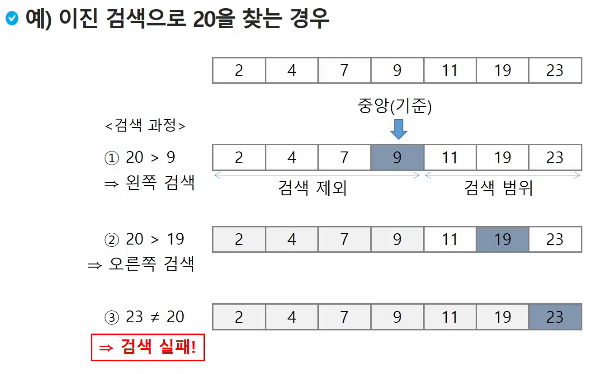 예) 이진 검색으로 20을 찾는 경우
2 4 7 9 11 19 23
중앙(기준)
<검색 과정>
① 20 > 9
2 4 7 9 11 19 23
⇒ 왼쪽 검색
검색 제외 검색 범위
② 20 > 19
2 4 7 9 11 19 23
⇒ 오른쪽 검색
③ 23 ≠ 20
2 4 7 9 11 19 23
⇒ 검색 실패!